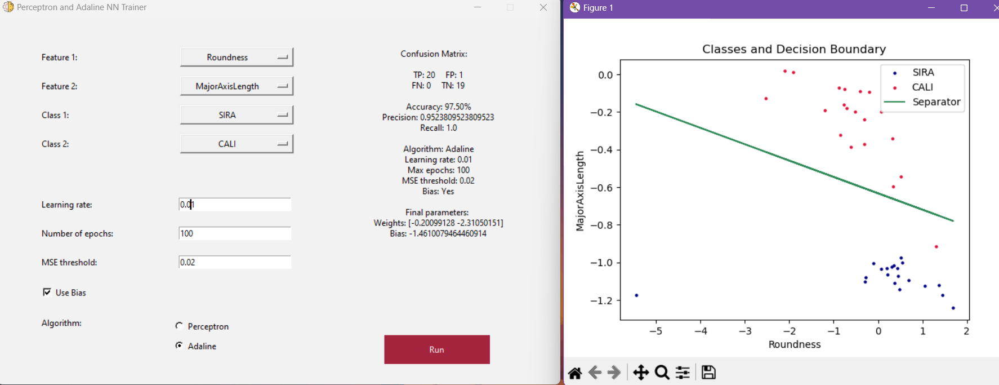 Perceptron and Adaline NN Trainer
Feature 1:
Roundness
Feature 2:
MajorAxisLength
Class 1:
SIRA
Class 2:
CALI
Learning rate:
0.01
Number of epochs:
100
MSE threshold:
0.02
Use Bias
Algorithm:
Perceptron
Adaline
Confusion Matrix:
TP: 20 FP: 1
FN: 0 TN: 19
Accuracy: 97.50%
Precision: 0.9523809523809523
Recall: 1.0
Algorithm: Adaline
Learning rate: 0.01
Max epochs: 100
MSE threshold: 0.02
Bias: Yes
Final parameters:
Weights: [-0.20099128 -2.31050151]
Bias: -1.4610079464460914
Run
Figure 1
Classes and Decision Boundary
SIRA
CALI
Separator
MajorAxisLength
0.0
−0.2
−0.4
−0.6
−0.8
−1.0
−1.2
−5 −4 −3 −2 −1 0 1 2
Roundness